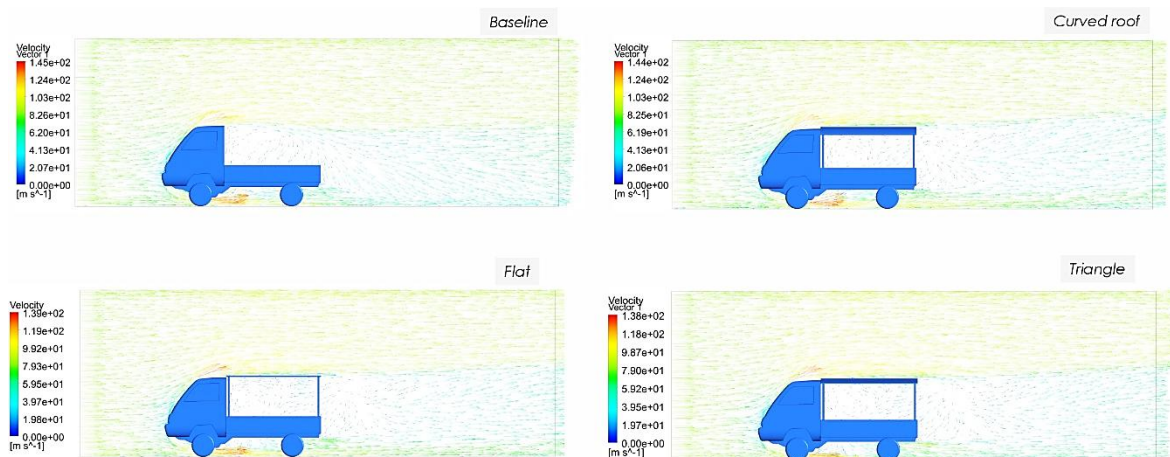 Baseline
Velocity
Vector 1
1.45e+02
1.24e+02
1.03e+02
8.26e+01
6.20e+01
4.13e+01
2.07e+01
0.00e+00
[m s^-1]
Curved roof
Velocity
Vector 1
1.44e+02
1.24e+02
1.03e+02
8.25e+01
6.19e+01
4.13e+01
2.06e+01
0.00e+00
[m s^-1]
Flat
Velocity
Vector 1
1.39e+02
1.19e+02
9.92e+01
7.93e+01
5.95e+01
3.97e+01
1.98e+01
0.00e+00
[m s^-1]
Triangle
Velocity
Vector 1
1.38e+02
1.18e+02
9.87e+01
7.90e+01
5.92e+01
3.95e+01
1.97e+01
0.00e+00
[m s^-1]